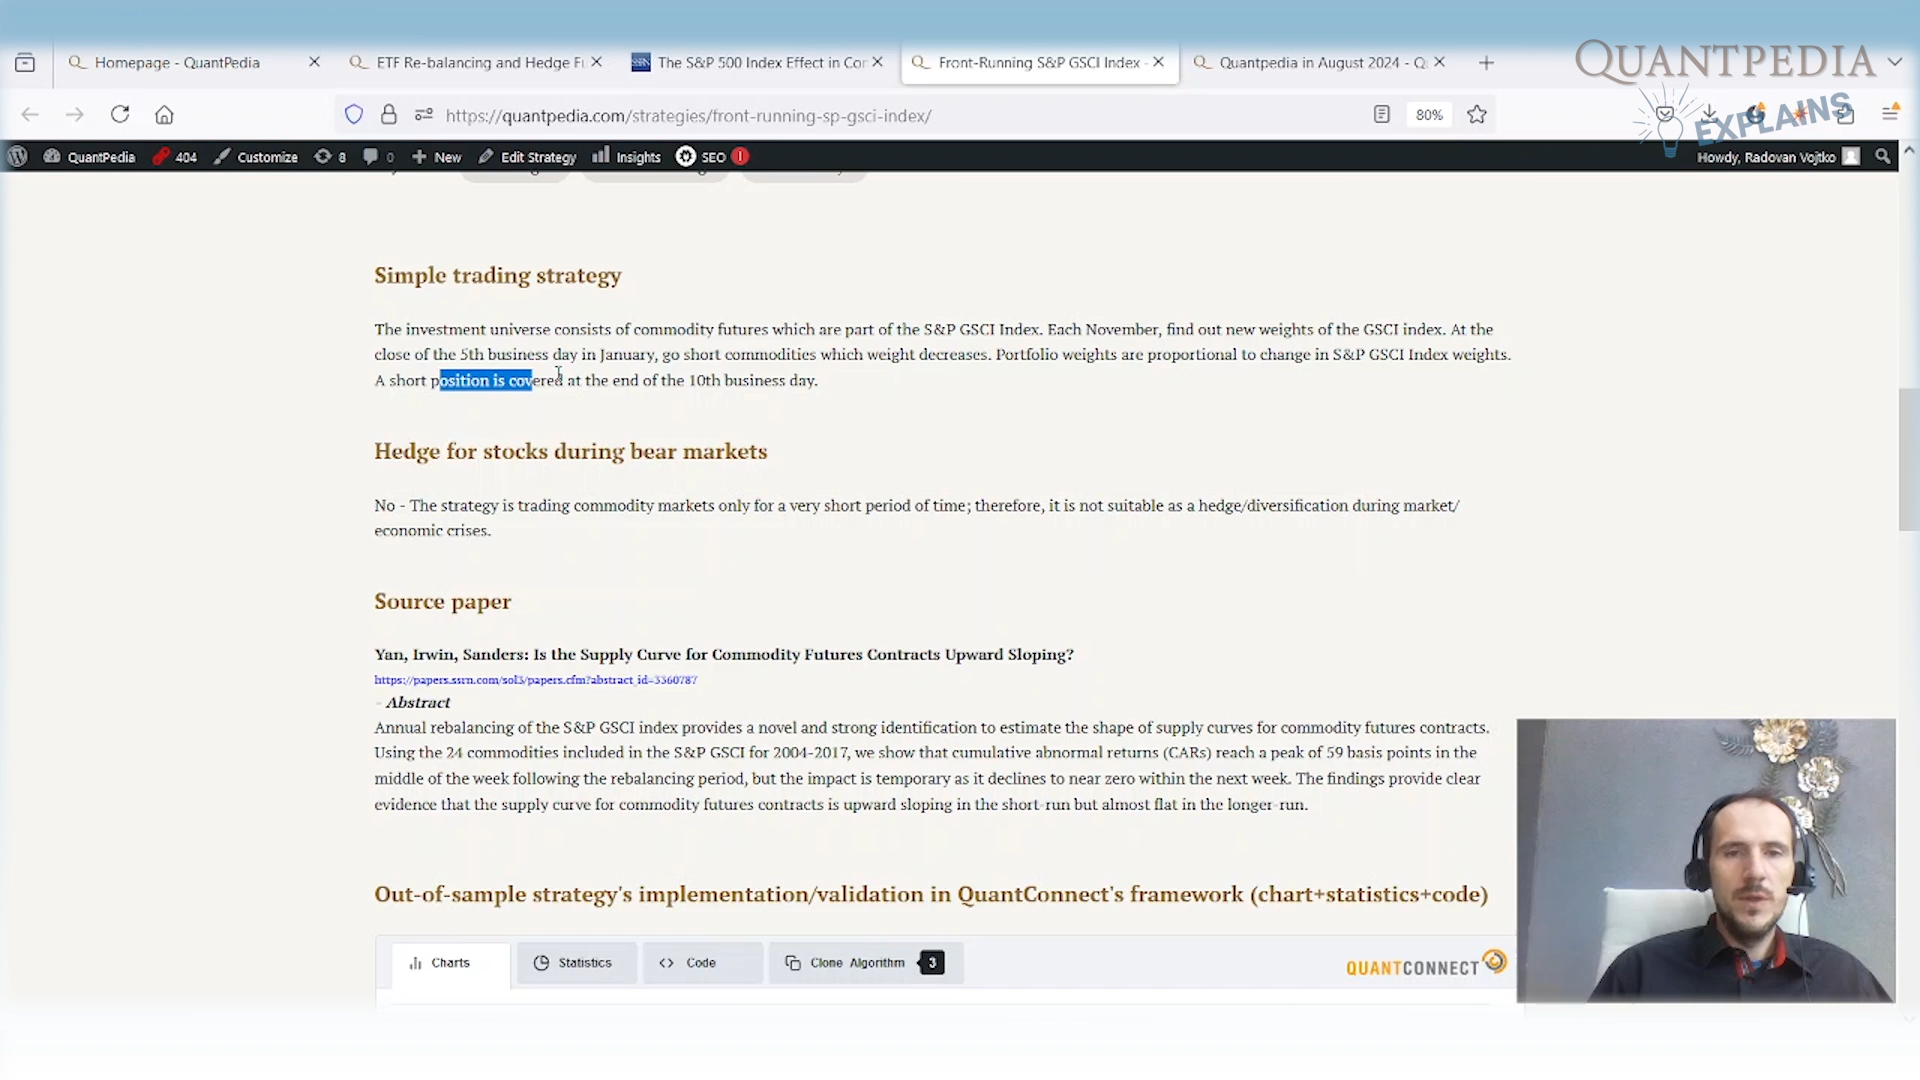 QUANTPEDIA
EXPLAINS
Homepage - QuantPedia
ETF Re-balancing and Hedge Fu
The S&P 500 Index Effect in Con
Front-Running S&P GSCI Index -
Quantpedia in August 2024 - Q
https://quantpedia.com/strategies/front-running-sp-gsci-index/
80%
QuantPedia 404 Customize 8 0 New Edit Strategy Insights SEO ! Howdy, Radovan Vojtko
Simple trading strategy
The investment universe consists of commodity futures which are part of the S&P GSCI Index. Each November, find out new weights of the GSCI index. At the
close of the 5th business day in January, go short commodities which weight decreases. Portfolio weights are proportional to change in S&P GSCI Index weights.
A short position is covered at the end of the 10th business day.
Hedge for stocks during bear markets
No - The strategy is trading commodity markets only for a very short period of time; therefore, it is not suitable as a hedge/diversification during market/
economic crises.
Source paper
Yan, Irwin, Sanders: Is the Supply Curve for Commodity Futures Contracts Upward Sloping?
https://papers.ssrn.com/sol3/papers.cfm?abstract_id=3360787
- Abstract
Annual rebalancing of the S&P GSCI index provides a novel and strong identification to estimate the shape of supply curves for commodity futures contracts.
Using the 24 commodities included in the S&P GSCI for 2004-2017, we show that cumulative abnormal returns (CARs) reach a peak of 59 basis points in the
middle of the week following the rebalancing period, but the impact is temporary as it declines to near zero within the next week. The findings provide clear
evidence that the supply curve for commodity futures contracts is upward sloping in the short-run but almost flat in the longer-run.
Out-of-sample strategy's implementation/validation in QuantConnect's framework (chart+statistics+code)
Charts Statistics Code Clone Algorithm 3
QUANTCONNECT